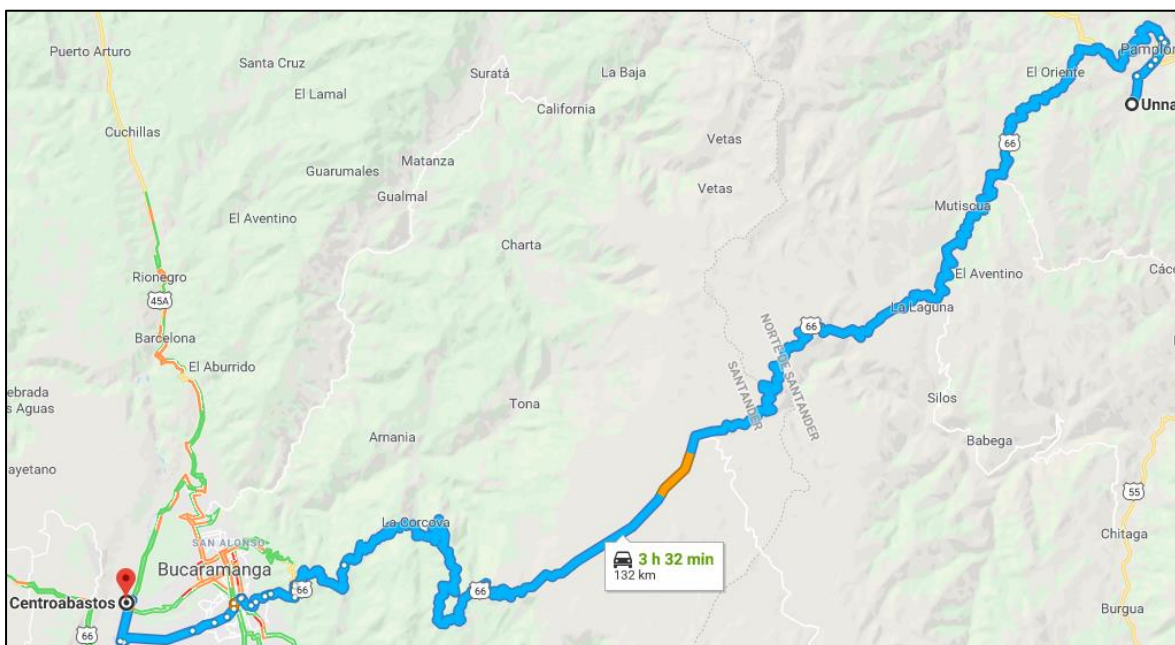 Puerto Arturo
Santa Cruz
El Lamal
Suratá
La Baja
California
El Oriente
Pamplon
Unna
Cuchillas
Vetas
66
Guarumales
Matanza
Gualmal
Vetas
Mutiscua
El Aventino
Charta
El Aventino
Các
Rionegro
45A
La Laguna
66
Barcelona
El Aburrido
NORTE DE SANTANDER
SANTANDER
ebrada
s Aguas
Tona
Silos
Arnania
Babega
ayetano
55
La Corcova
Chitaga
SAN ALONSO
3 h 32 min
132 km
Bucaramanga
66
66
Centroabastos
66
Burgua